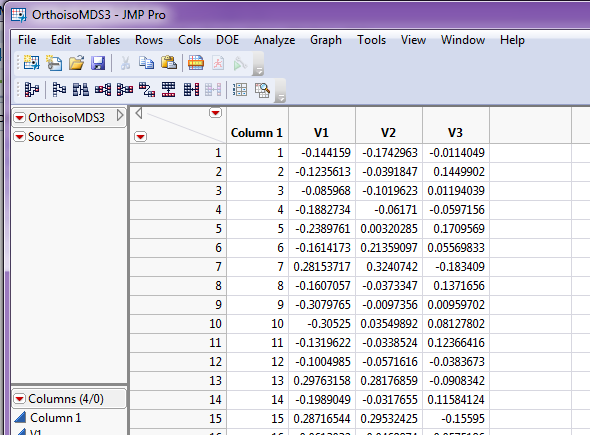 OrthoisoMDS3 - JMP Pro
File Edit Tables Rows Cols DOE Analyze Graph Tools View Window Help
OrthoisoMDS3
Source
Column 1 V1 V2 V3
1 1 -0.144159 -0.1742963 -0.0114049
2 2 -0.1235613 -0.0391847 0.1449902
3 3 -0.085968 -0.1019623 0.01194039
4 4 -0.1882734 -0.06171 -0.0597156
5 5 -0.2389761 0.00320285 0.1709569
6 6 -0.1614173 0.21359097 0.05569833
7 7 0.28153717 0.3240742 -0.183409
8 8 -0.1607057 -0.0373347 0.1371656
9 9 -0.3079765 -0.0097356 0.00959702
10 10 -0.30525 0.03549892 0.08127802
11 11 -0.1319622 -0.0338524 0.12366416
12 12 -0.1004985 -0.0571616 -0.0383673
13 13 0.29763158 0.28176859 -0.0908342
14 14 -0.1989049 -0.0317655 0.11584124
15 15 0.28716544 0.29532425 -0.15595
Columns (4/0)
Column 1
V1